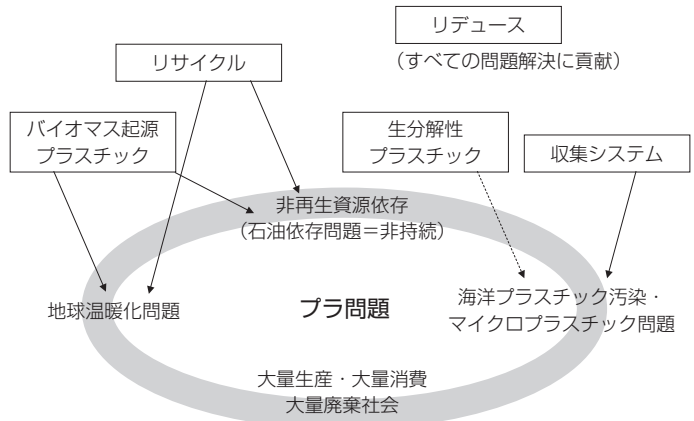 リデュース
（すべての問題解決に貢献）
リサイクル
バイオマス起源
プラスチック
生分解性
プラスチック
収集システム
非再生資源依存
（石油依存問題＝非持続）
地球温暖化問題
プラ問題
海洋プラスチック汚染・
マイクロプラスチック問題
大量生産・大量消費
大量廃棄社会